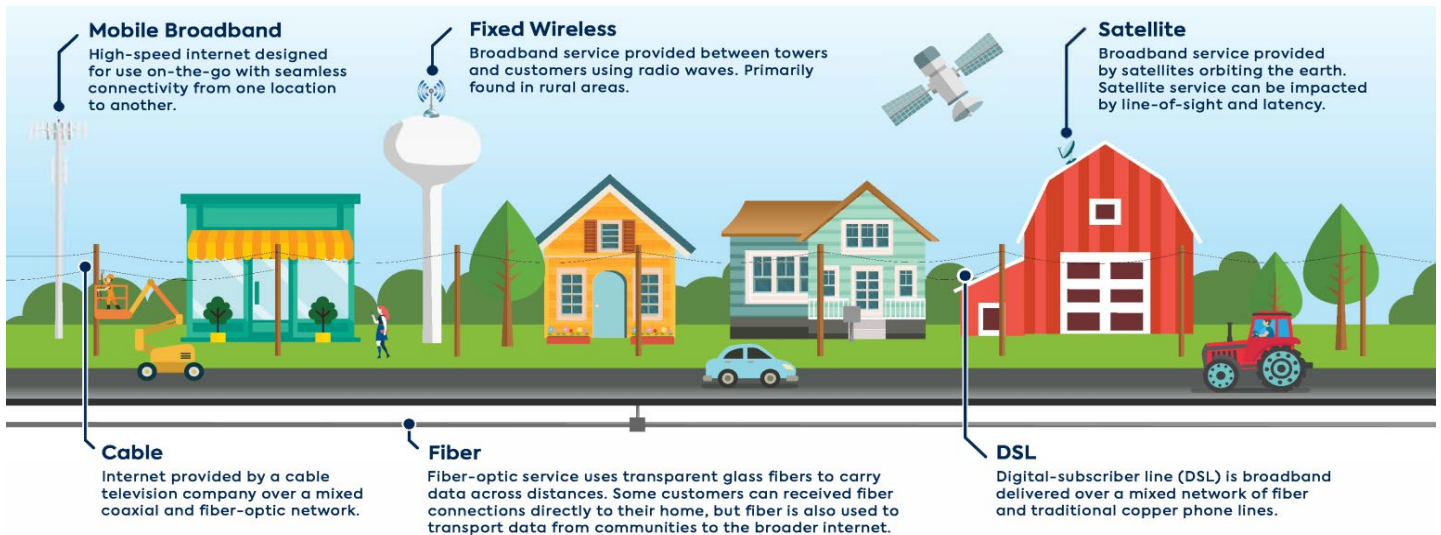 Mobile Broadband
High-speed internet designed
for use on-the-go with seamless
connectivity from one location
to another.
Fixed Wireless
Broadband service provided between towers
and customers using radio waves. Primarily
found in rural areas.
Satellite
Broadband service provided
by satellites orbiting the earth.
Satellite service can be impacted
by line-of-sight and latency.
Cable
Internet provided by a cable
television company over a mixed
coaxial and fiber-optic network.
Fiber
Fiber-optic service uses transparent glass fibers to carry
data across distances. Some customers can received fiber
connections directly to their home, but fiber is also used to
transport data from communities to the broader internet.
DSL
Digital-subscriber line (DSL) is broadband
delivered over a mixed network of fiber
and traditional copper phone lines.